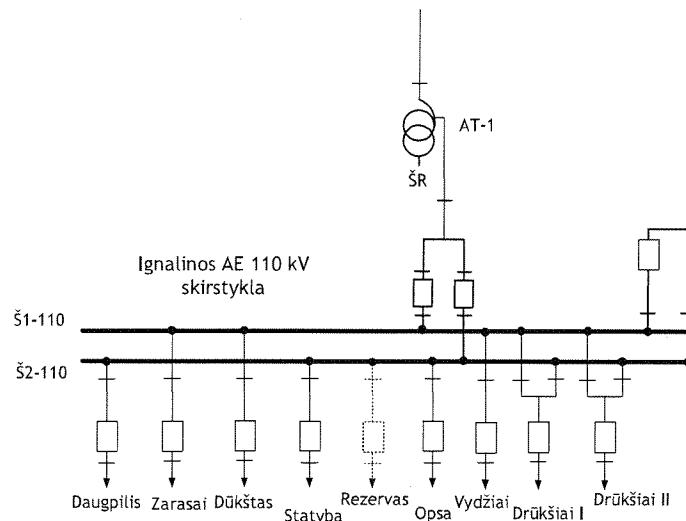 AT-1
ŠR
Ignalinos AE 110 kV
skirstykla
Š1-110
Š2-110
Daugpilis
Zarasai
Dūkštas
Statyba
Rezervas
Opsa
Vydžiai
Drūkšiai I
Drūkšiai II